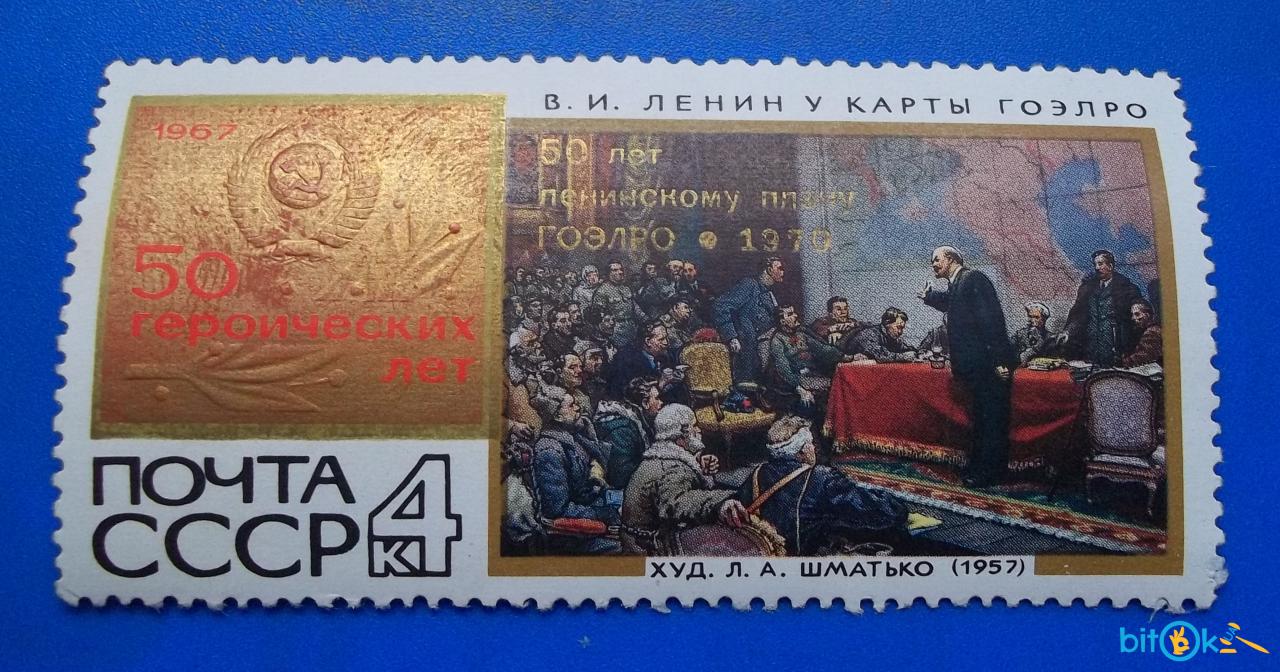 В. И. ЛЕНИН У КАРТЫ ГОЭЛРО
1967
50
героических
лет
50 лет
ленинскому плану
ГОЭЛРО • 1970
ПОЧТА
СССР
4 к
ХУД. Л. А. ШМАТЬКО (1957)
bitOk
UA